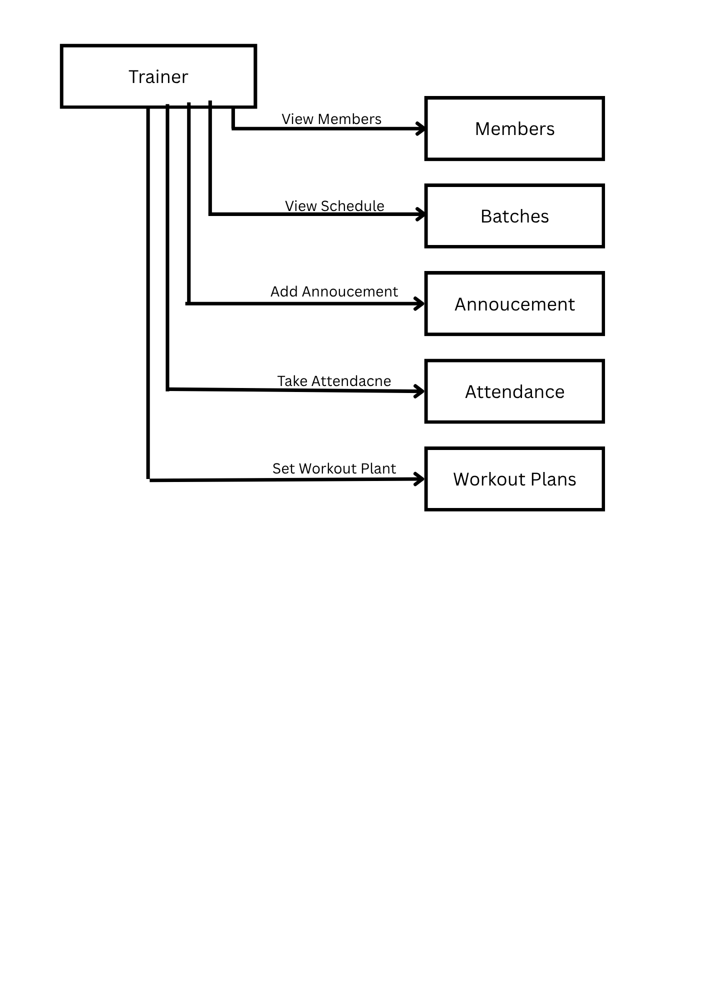 Trainer
View Members
Members
View Schedule
Batches
Add Annoucement
Annoucement
Take Attendacne
Attendance
Set Workout Plant
Workout Plans